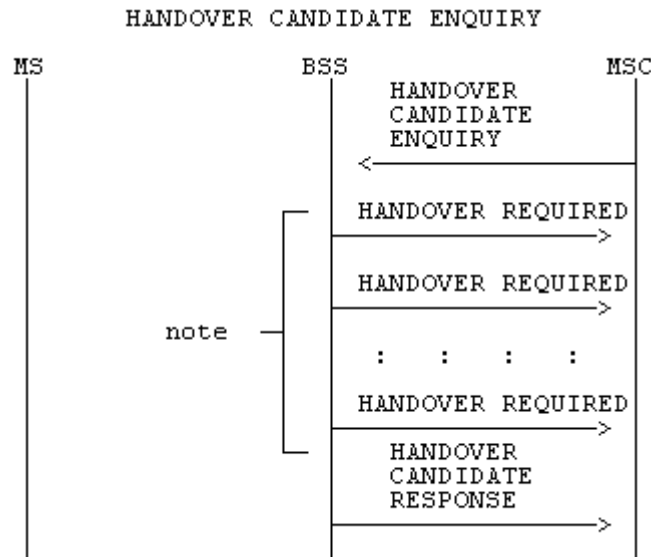 HANDOVER CANDIDATE ENQUIRY
MS BSS MSC
HANDOVER
CANDIDATE
ENQUIRY
HANDOVER REQUIRED
HANDOVER REQUIRED
note
: : : :
HANDOVER REQUIRED
HANDOVER
CANDIDATE
RESPONSE